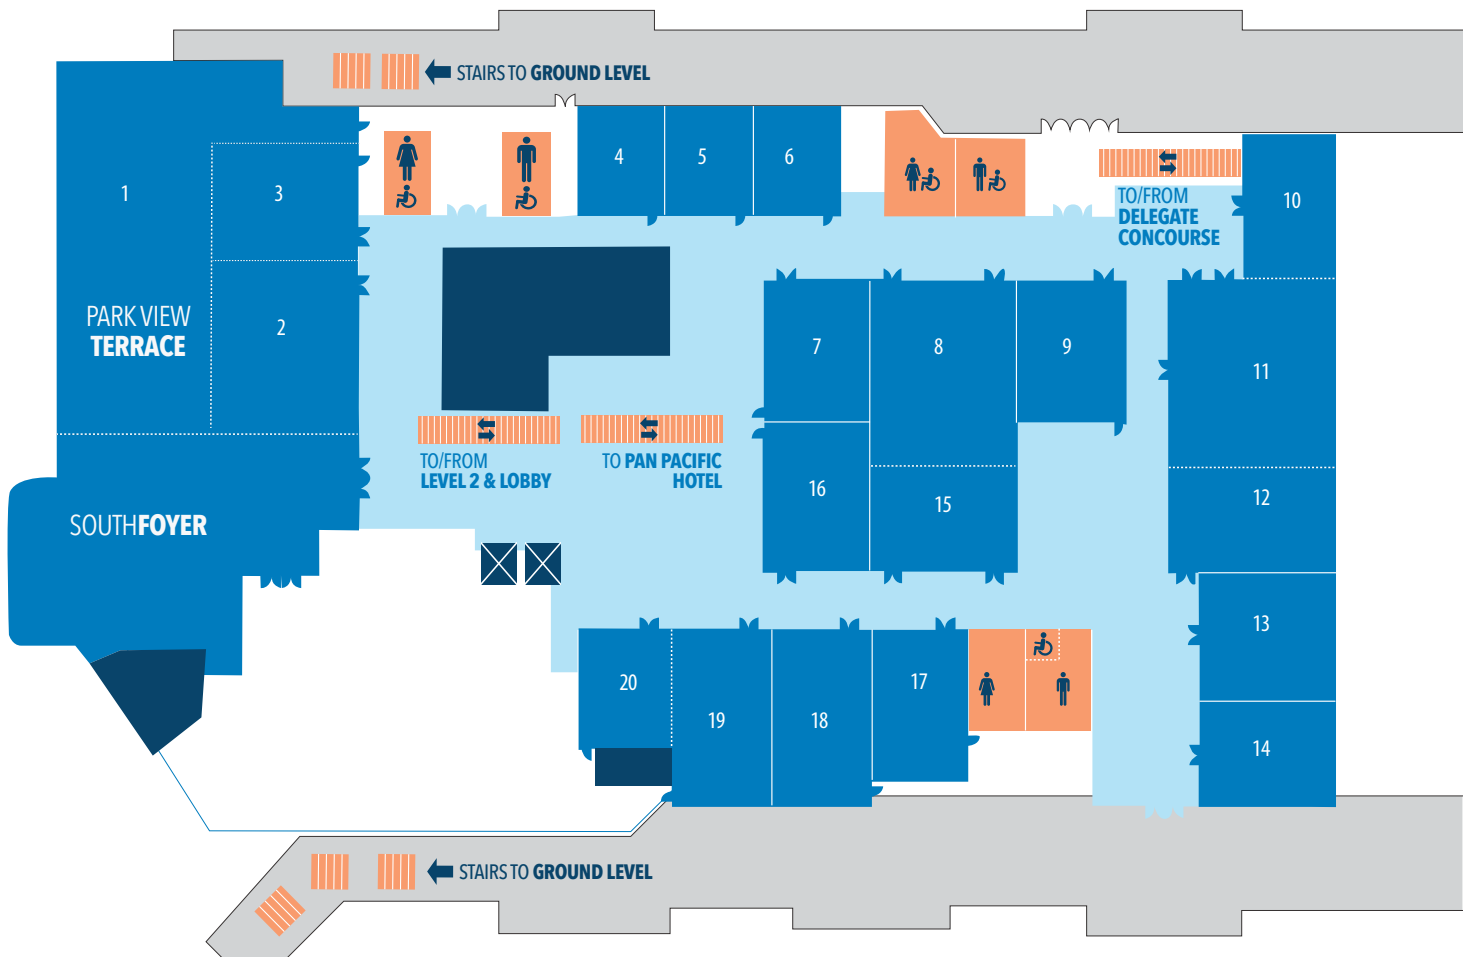 STAIRS TO GROUND LEVEL
4
5
6
1
3
TO/FROM
DELEGATE
CONCOURSE
10
PARK VIEW
TERRACE
2
7
8
9
11
TO/FROM
LEVEL 2 & LOBBY
TO PAN PACIFIC
HOTEL
16
15
12
SOUTHFOYER
13
20
19
18
17
14
STAIRS TO GROUND LEVEL